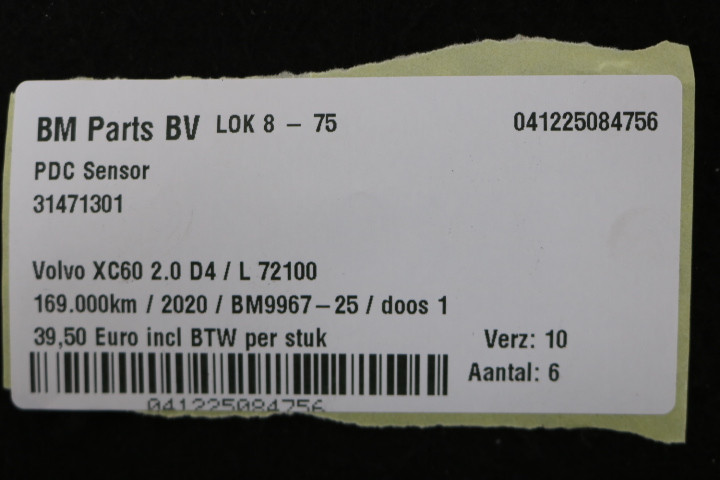 BM Parts BV LOK 8 - 75 041225084756
PDC Sensor
31471301
Volvo XC60 2.0 D4 / L 72100
169.000km / 2020 / BM9967-25 / doos 1
39,50 Euro incl BTW per stuk Verz: 10
Aantal: 6
041225084756